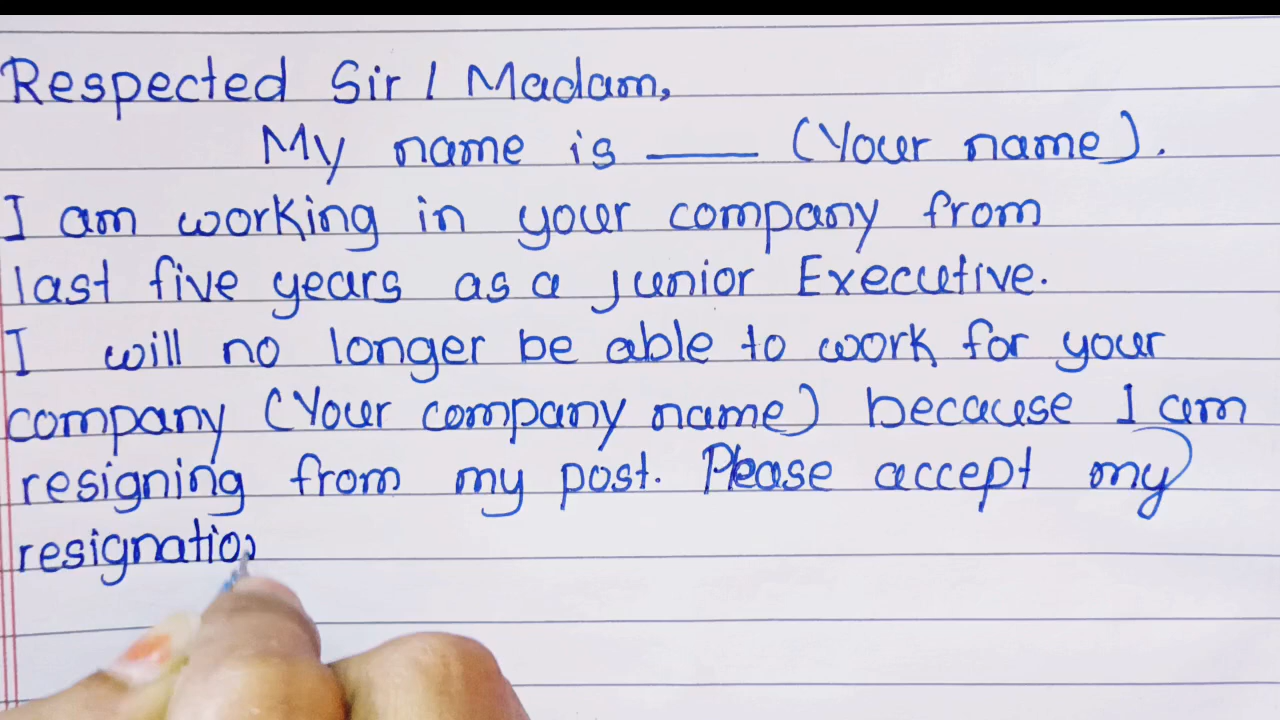 Respected Sir / Madam,
My name is ____ (Your name).
I am working in your company from
last five years as a junior Executive.
I will no longer be able to work for your
company (Your company name) because I am
resigning from my post. Please accept my
resignatio